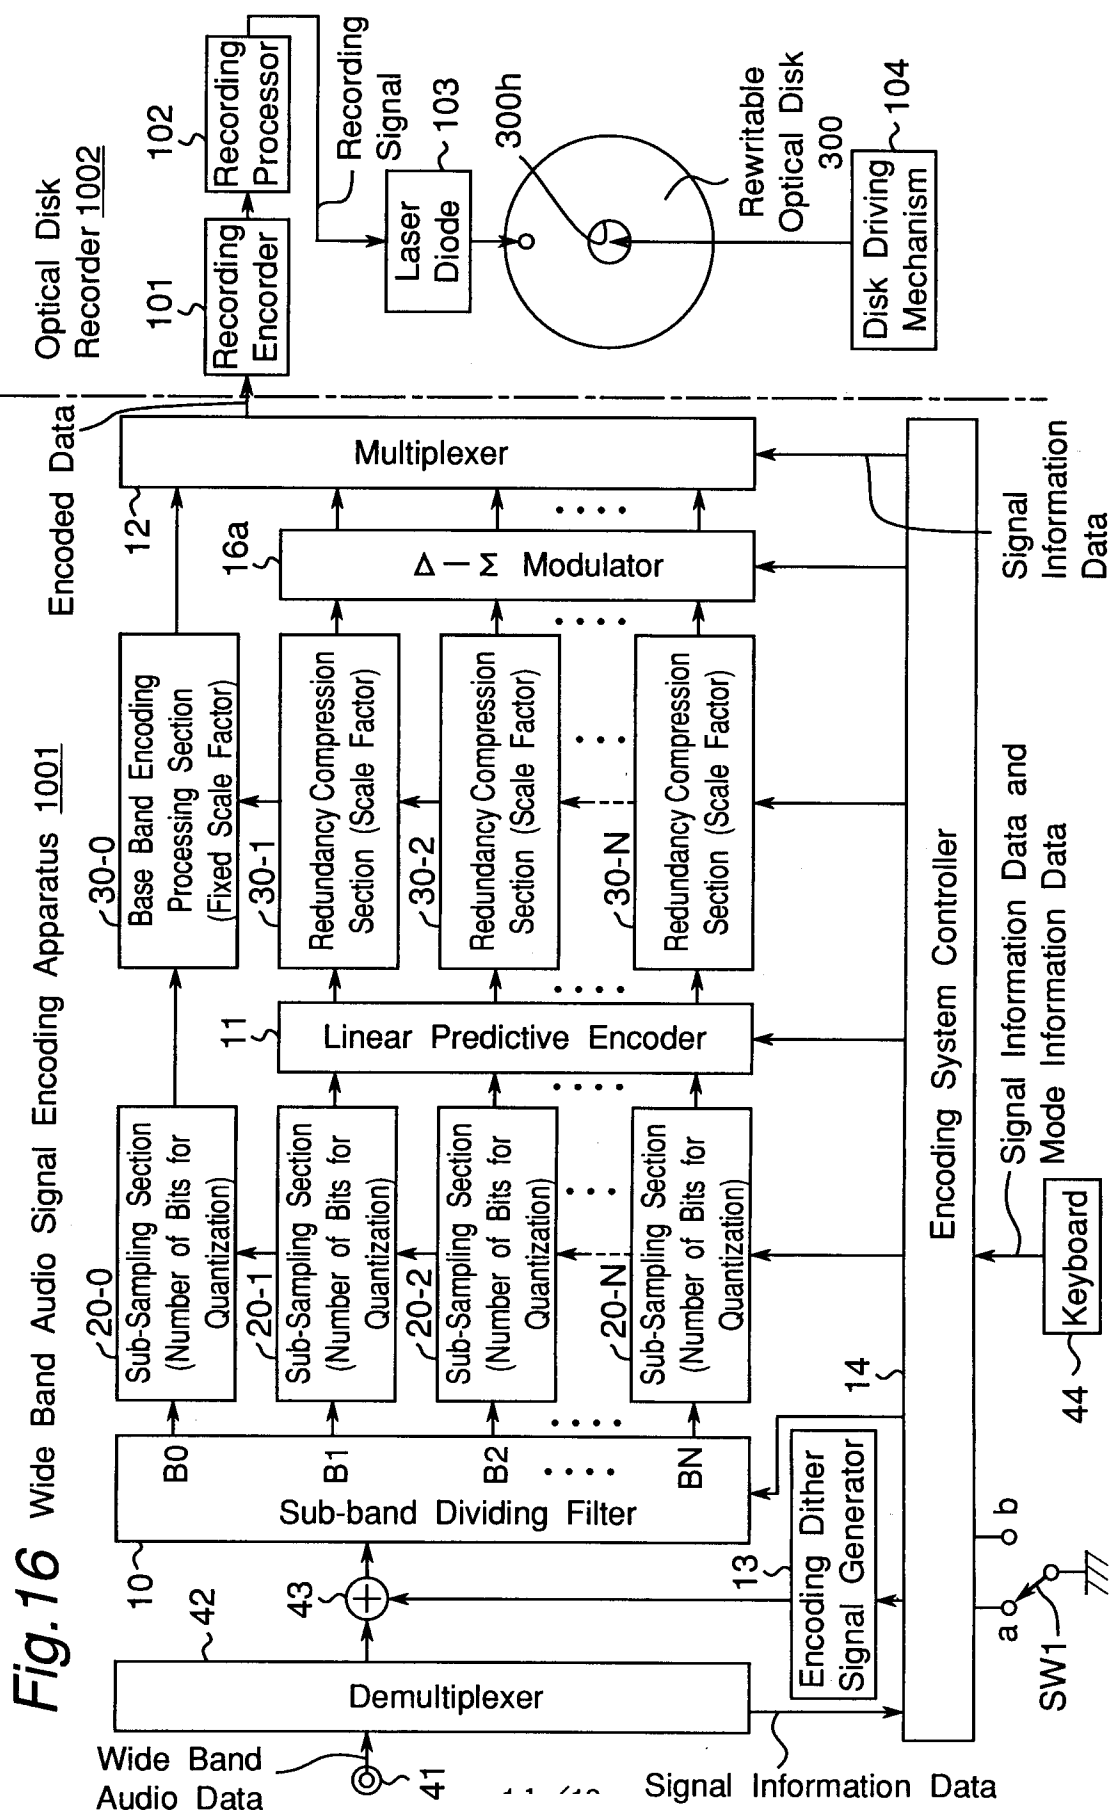 Fig.16 Wide Band Audio Signal Encoding Apparatus 1001
Optical Disk
Recorder 1002
Wide Band
Audio Data
41
42
Demultiplexer
Signal Information Data
43
10
Sub-band Dividing Filter
B0
B1
B2
BN
13
Encoding Dither
Signal Generator
20-0
Sub-Sampling Section
(Number of Bits for
Quantization)
20-1
Sub-Sampling Section
(Number of Bits for
Quantization)
20-2
Sub-Sampling Section
(Number of Bits for
Quantization)
20-N
Sub-Sampling Section
(Number of Bits for
Quantization)
11
Linear Predictive Encoder
30-0
Base Band Encoding
Processing Section
(Fixed Scale Factor)
30-1
Redundancy Compression
Section (Scale Factor)
30-2
Redundancy Compression
Section (Scale Factor)
30-N
Redundancy Compression
Section (Scale Factor)
16a
Δ−Σ Modulator
12
Multiplexer
Encoded Data
14
Encoding System Controller
a
b
SW1
44
Keyboard
Signal Information Data and
Mode Information Data
Signal
Information
Data
101
Recording
Encorder
102
Recording
Processor
Recording
Signal
103
Laser
Diode
300h
Rewritable
Optical Disk
300
104
Disk Driving
Mechanism